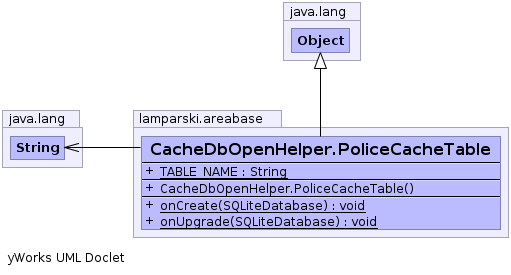 java.lang
Object
java.lang
String
lamparski.areabase
CacheDbOpenHelper.PoliceCacheTable
+ TABLE_NAME : String
+ CacheDbOpenHelper.PoliceCacheTable()
+ onCreate(SQLiteDatabase) : void
+ onUpgrade(SQLiteDatabase) : void
yWorks UML Doclet